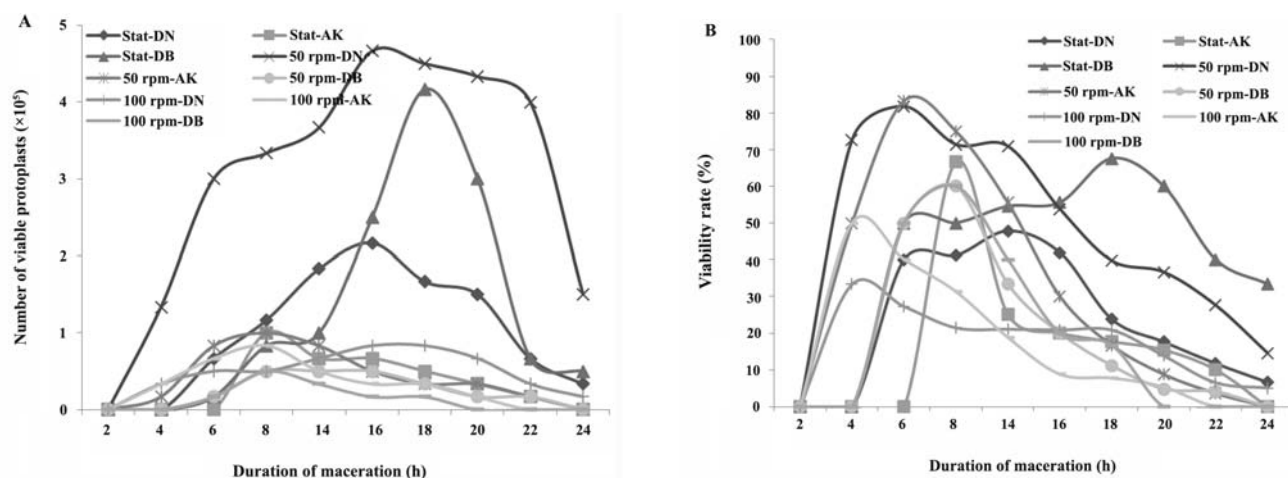 A
Stat-DN Stat-AK
Stat-DB 50 rpm-DN
50 rpm-AK 50 rpm-DB
100 rpm-DN 100 rpm-AK
100 rpm-DB
Number of viable protoplasts (×10⁵)
5
4
3
2
1
0
2 4 6 8 14 16 18 20 22 24
Duration of maceration (h)
B
Stat-DN Stat-AK
Stat-DB 50 rpm-DN
50 rpm-AK 50 rpm-DB
100 rpm-DN 100 rpm-AK
100 rpm-DB
Viability rate (%)
100
90
80
70
60
50
40
30
20
10
0
2 4 6 8 14 16 18 20 22 24
Duration of maceration (h)